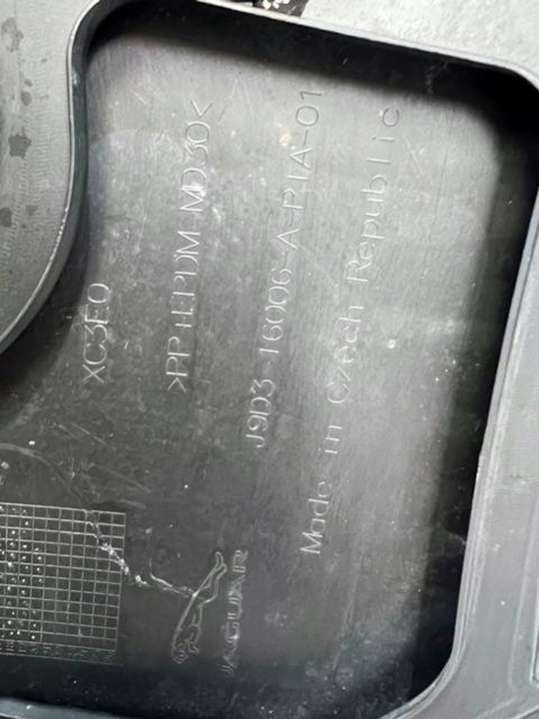 XC3E0
>PP+EPDM-MD30<
J9D3-16006-A-PIA-01
Made in Czech Republic
JAGUAR